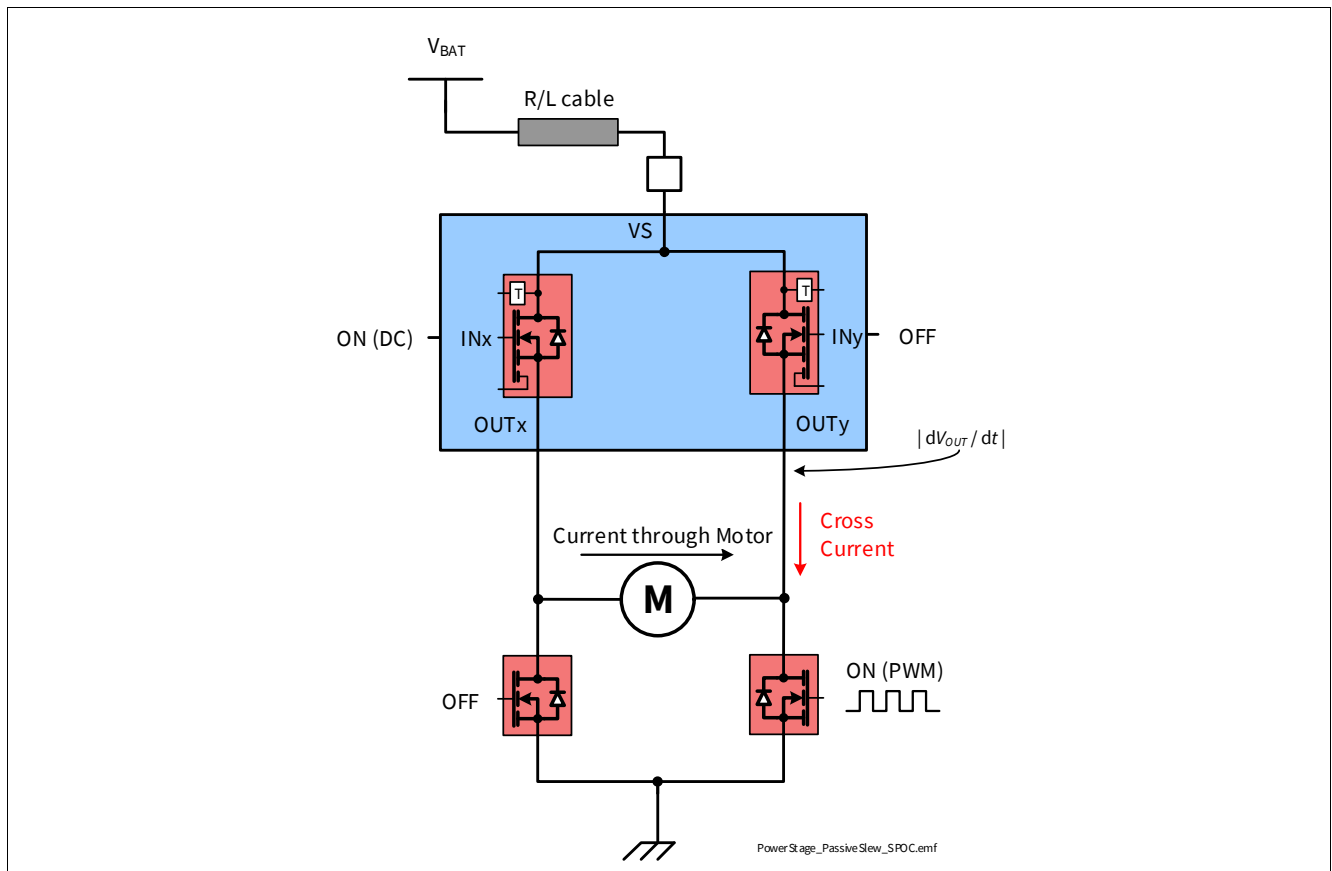 VBAT
R/L cable
VS
T
T
ON (DC)
INx
INy
OFF
OUTx
OUTy
| dVOUT / dt |
Cross
Current
Current through Motor
M
OFF
ON (PWM)
PowerStage_PassiveSlew_SPOC.emf